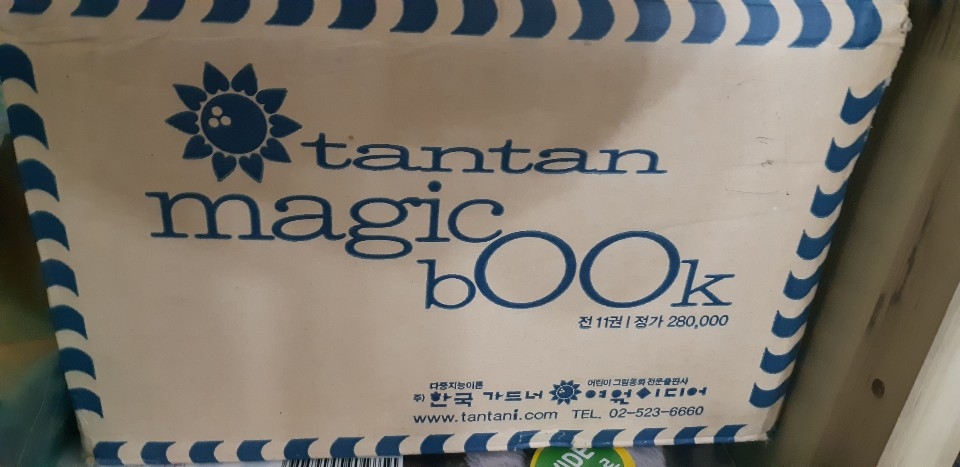 tantan
magic
bOOk
전 11권 | 정가 280,000
다중지능이론 어린이 그림동화 전문출판사
주) 한국 가드너 여원미디어
www.tantani.com TEL. 02-523-6660